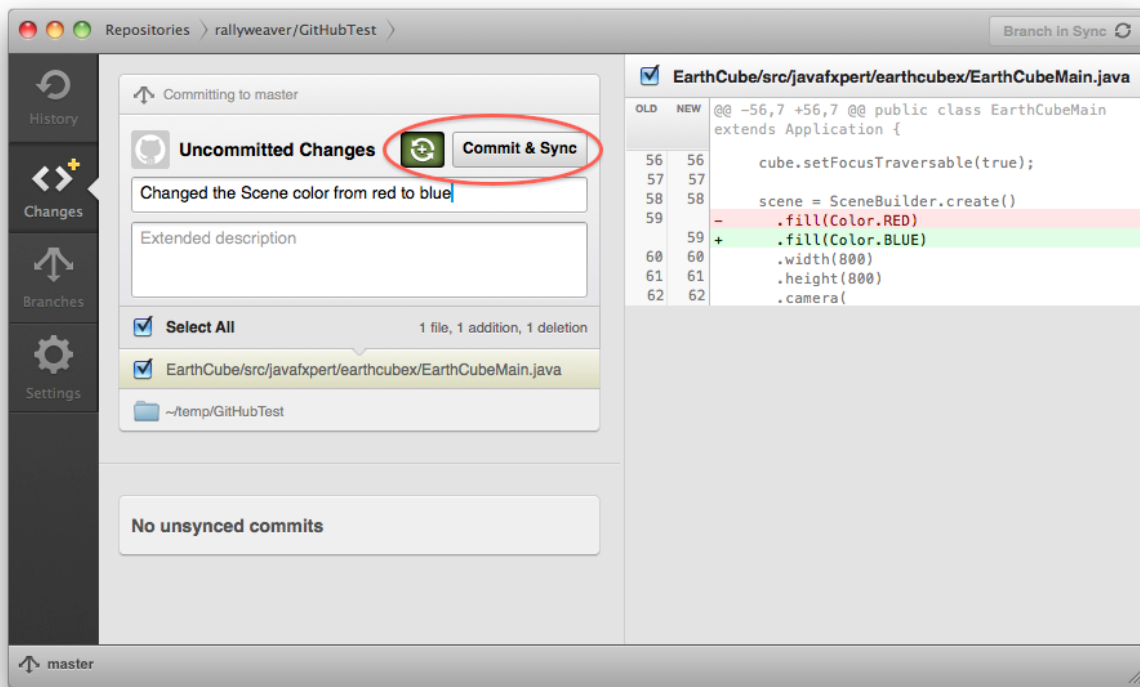 Repositories rallyweaver/GitHubTest
Branch in Sync
History
Changes
Branches
Settings
Committing to master
Uncommitted Changes
Commit & Sync
Changed the Scene color from red to blue
Extended description
Select All 1 file, 1 addition, 1 deletion
EarthCube/src/javafxpert/earthcubex/EarthCubeMain.java
~/temp/GitHubTest
No unsynced commits
EarthCube/src/javafxpert/earthcubex/EarthCubeMain.java
OLD NEW @@ -56,7 +56,7 @@ public class EarthCubeMain
extends Application {
56 56 cube.setFocusTraversable(true);
57 57
58 58 scene = SceneBuilder.create()
59 - .fill(Color.RED)
59 + .fill(Color.BLUE)
60 60 .width(800)
61 61 .height(800)
62 62 .camera(
master